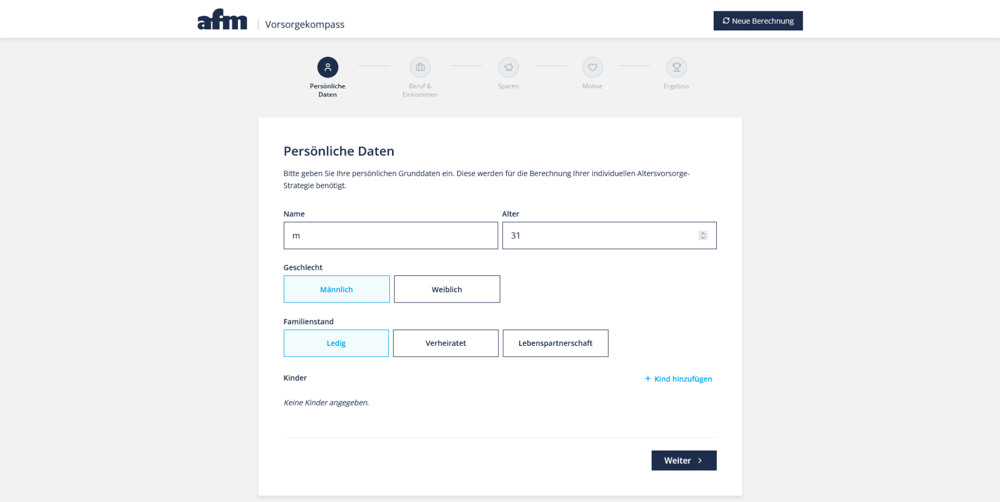 afm
Vorsorgekompass
Neue Berechnung
Persönliche
Daten
Beruf &
Einkommen
Sparen
Motive
Ergebnis
Persönliche Daten
Bitte geben Sie Ihre persönlichen Grunddaten ein. Diese werden für die Berechnung Ihrer individuellen Altersvorsorge-
Strategie benötigt.
Name
Alter
m
31
Geschlecht
Männlich
Weiblich
Familienstand
Ledig
Verheiratet
Lebenspartnerschaft
Kinder
+ Kind hinzufügen
Keine Kinder angegeben.
Weiter